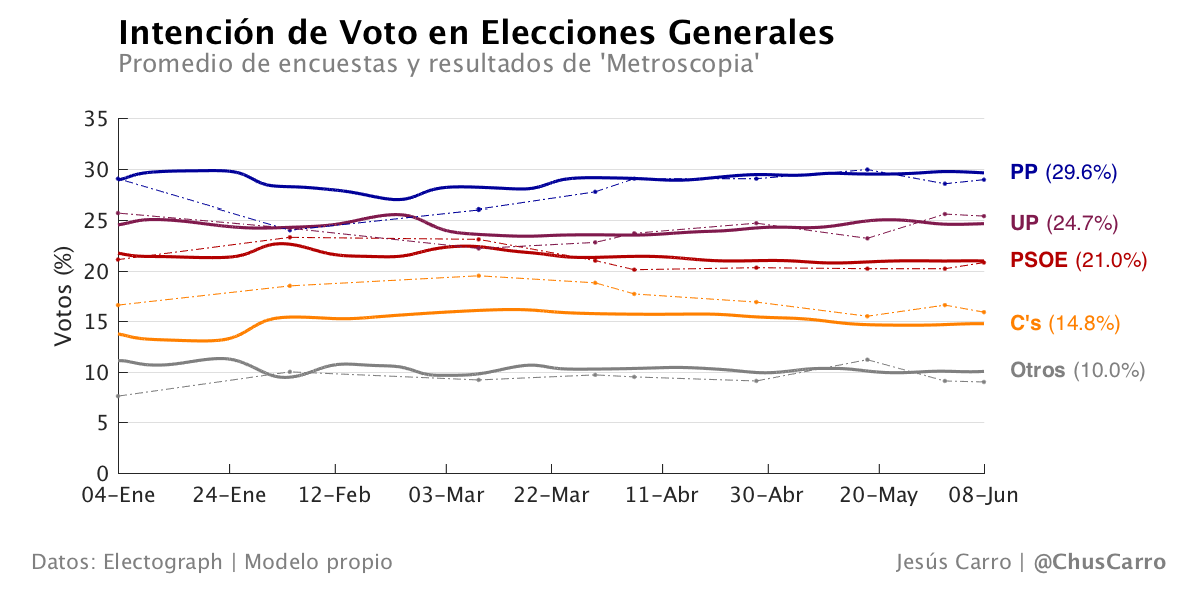 Intención de Voto en Elecciones Generales
Promedio de encuestas y resultados de 'Metroscopia'
Votos (%)
35
30
25
20
15
10
5
0
04-Ene 24-Ene 12-Feb 03-Mar 22-Mar 11-Abr 30-Abr 20-May 08-Jun
PP (29.6%)
UP (24.7%)
PSOE (21.0%)
C's (14.8%)
Otros (10.0%)
Datos: Electograph | Modelo propio
Jesús Carro | @ChusCarro